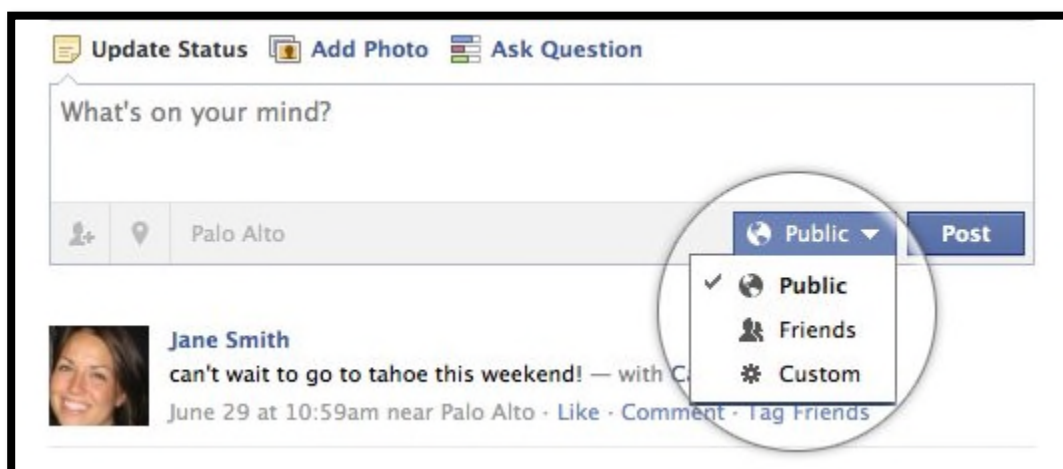 Update Status Add Photo Ask Question
What's on your mind?
Palo Alto Public Post
Public
Friends
Custom
Jane Smith
can't wait to go to tahoe this weekend! — with
June 29 at 10:59am near Palo Alto · Like · Comment · Tag Friends